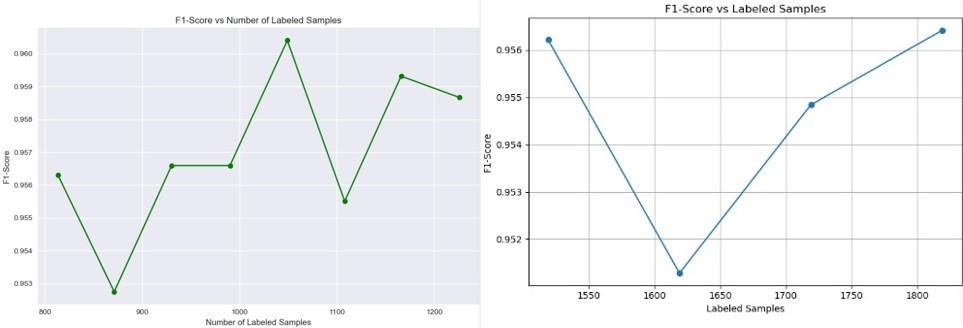 F1-Score vs Number of Labeled Samples
0.960
0.959
0.958
0.957
0.956
0.955
0.954
0.953
F1-Score
800 900 1000 1100 1200
Number of Labeled Samples
F1-Score vs Labeled Samples
0.956
0.955
0.954
0.953
0.952
F1-Score
1550 1600 1650 1700 1750 1800
Labeled Samples